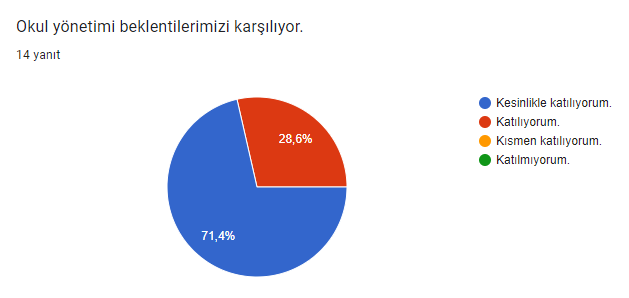 Okul yönetimi beklentilerimizi karşılıyor.
14 yanıt
Kesinlikle katılıyorum.
Katılıyorum.
Kısmen katılıyorum.
Katılmıyorum.
28,6%
71,4%